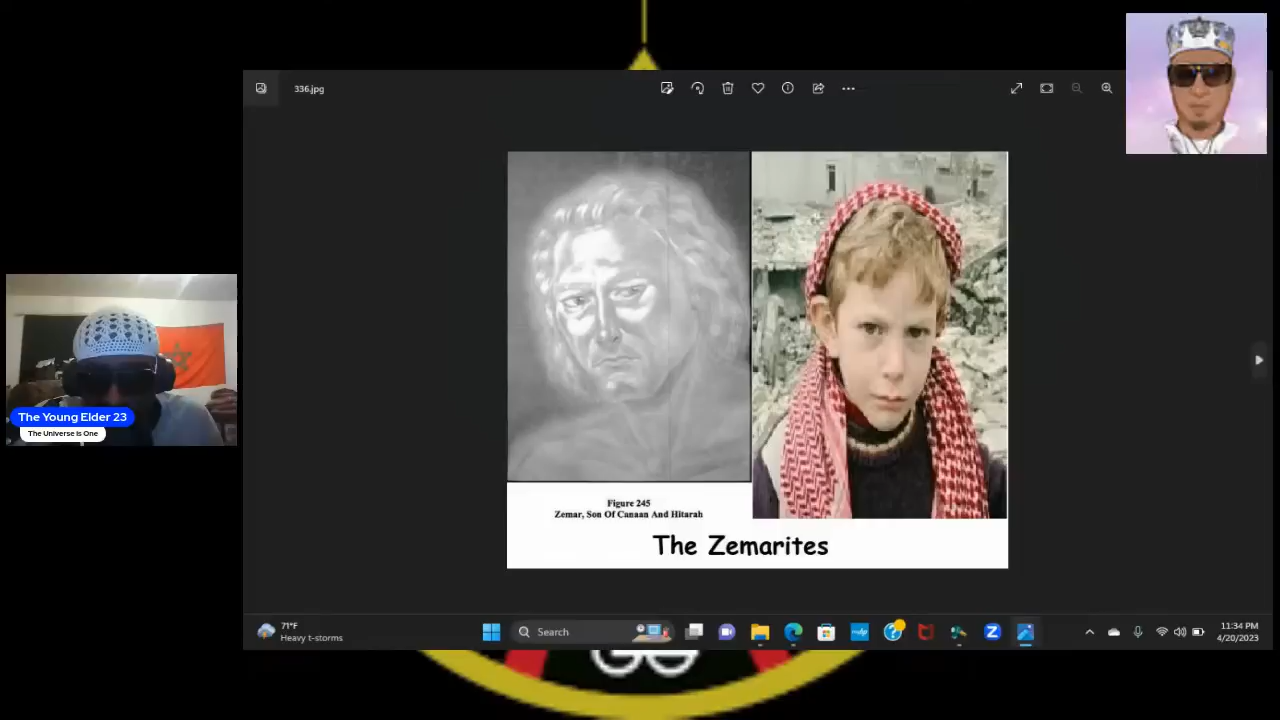 336.jpg
Figure 245
Zemar, Son Of Canaan And Hitarah
The Zemarites
The Young Elder 23
The Universe is One
71°F
Heavy t-storms
Search
11:34 PM
4/20/2023